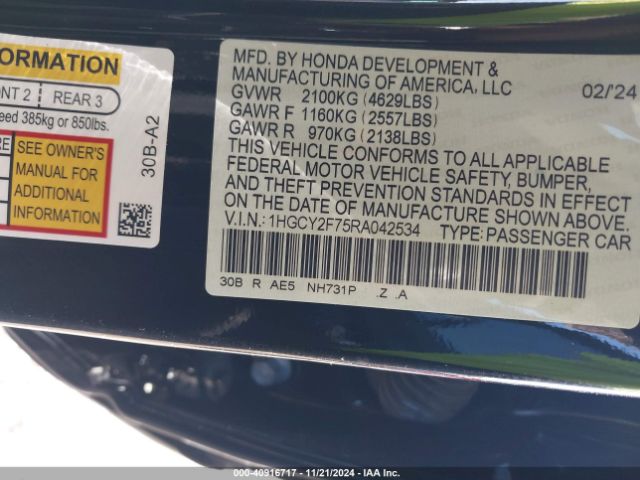 ORMATION
ONT 2 REAR 3
eed 385kg or 850lbs.
RE
SEE OWNER'S
MANUAL FOR
ADDITIONAL
INFORMATION
30B-A2
MFD. BY HONDA DEVELOPMENT &
MANUFACTURING OF AMERICA, LLC
02/'24
GVWR 2100KG (4629LBS)
GAWR F 1160KG (2557LBS)
GAWR R 970KG (2138LBS)
THIS VEHICLE CONFORMS TO ALL APPLICABLE
FEDERAL MOTOR VEHICLE SAFETY, BUMPER,
AND THEFT PREVENTION STANDARDS IN EFFECT
ON THE DATE OF MANUFACTURE SHOWN ABOVE.
V.I.N.: 1HGCY2F75RA042534 TYPE: PASSENGER CAR
30B R AE5 NH731P .Z .A
000-40916717 - 11/21/2024 - IAA Auctions